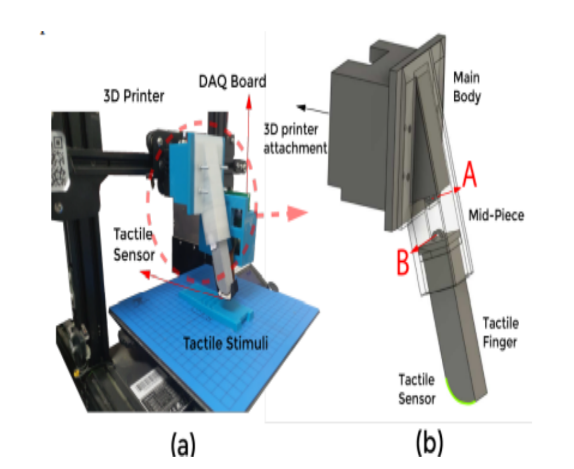 3D Printer
DAQ Board
Tactile
Sensor
Tactile Stimuli
(a)
Main
Body
3D printer
attachment
A
Mid-Piece
B
Tactile
Finger
Tactile
Sensor
(b)